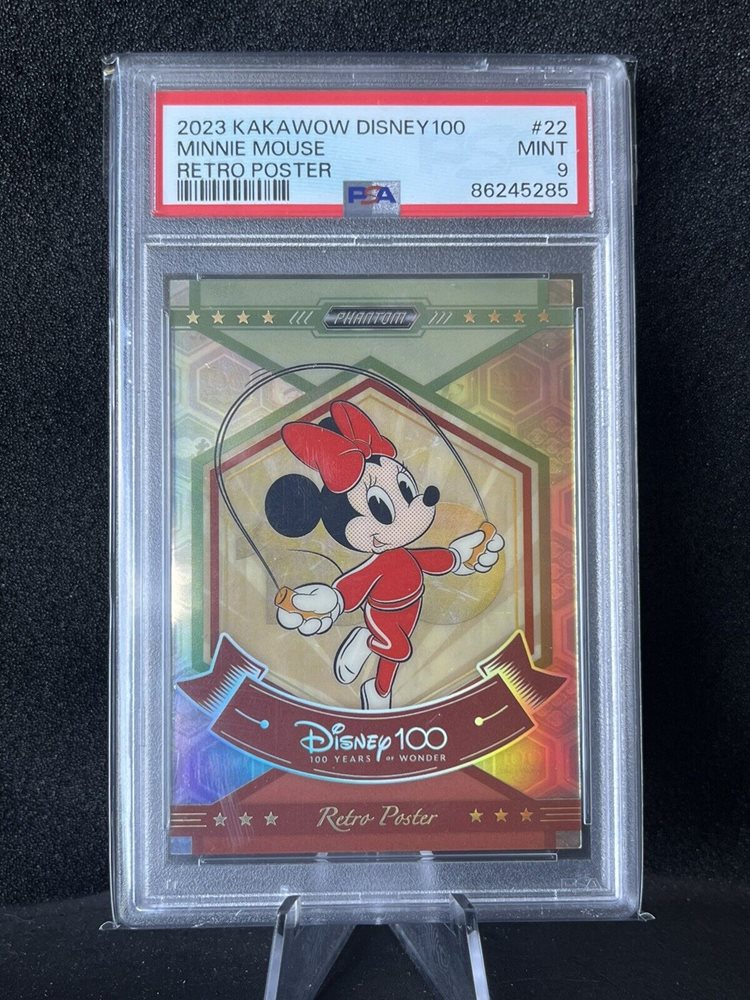 2023 KAKAWOW DISNEY100 #22
MINNIE MOUSE MINT
RETRO POSTER 9
PSA 86245285
PHANTOM
Disney100
100 YEARS OF WONDER
Retro Poster
PSA